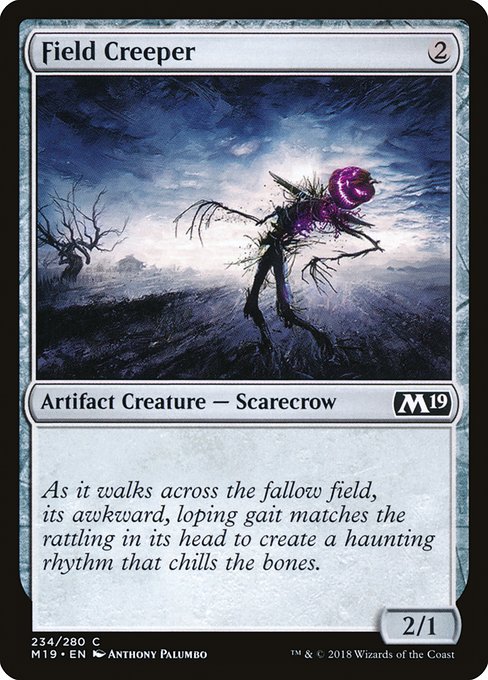 Field Creeper 2
Artifact Creature — Scarecrow M19
As it walks across the fallow field,
its awkward, loping gait matches the
rattling in its head to create a haunting
rhythm that chills the bones.
2/1
234/280 C
M19 • EN Anthony Palumbo ™ & © 2018 Wizards of the Coast